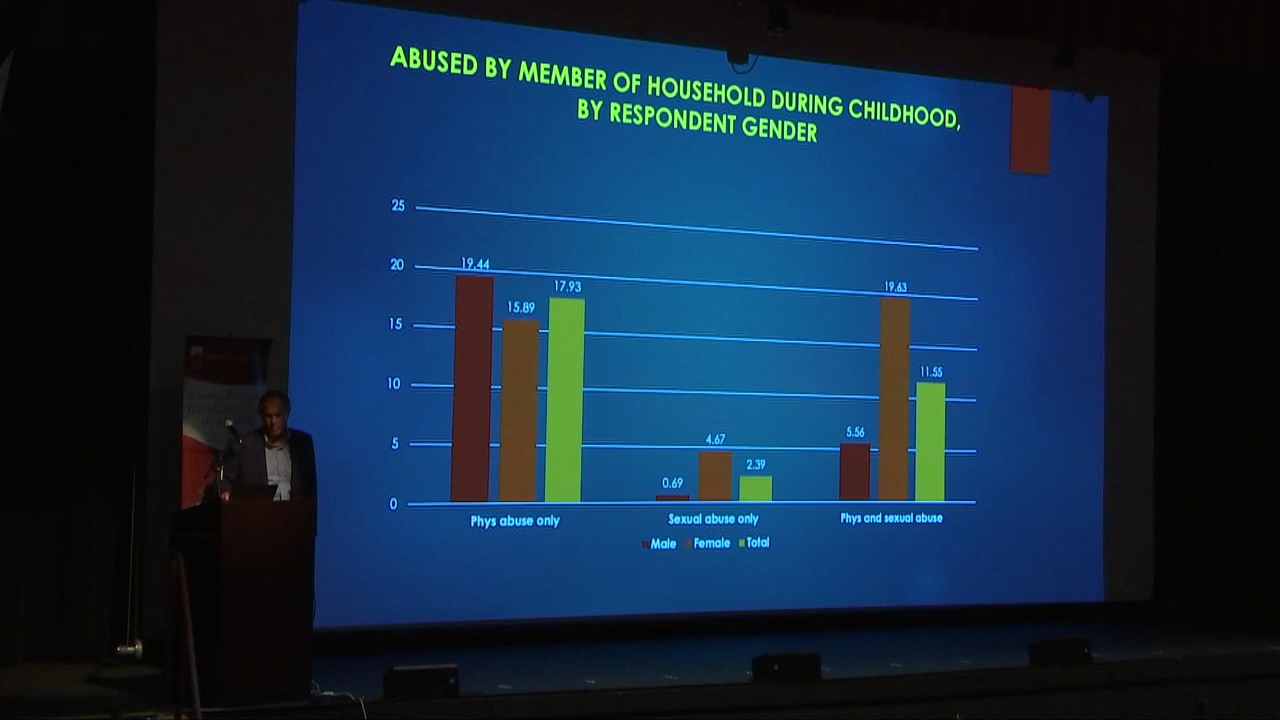 ABUSED BY MEMBER OF HOUSEHOLD DURING CHILDHOOD,
BY RESPONDENT GENDER
25
20
15
10
5
0
19.44
15.89
17.93
0.69
4.67
2.39
5.56
19.63
11.55
Phys abuse only
Sexual abuse only
Phys and sexual abuse
Male Female Total